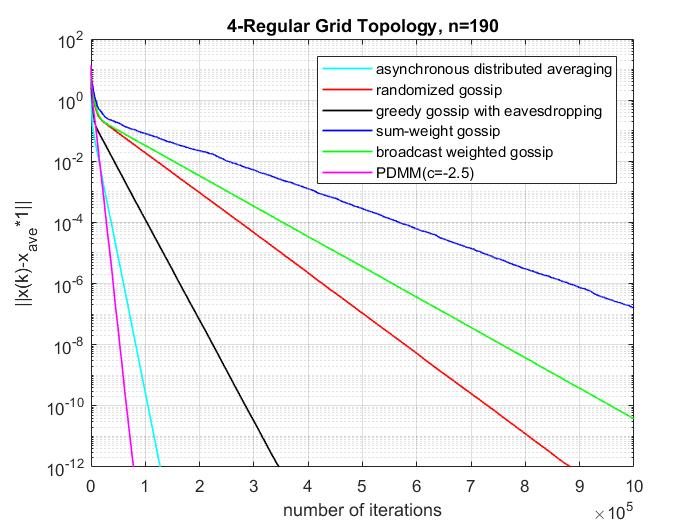 4-Regular Grid Topology, n=190
10^2
10^0
10^-2
10^-4
10^-6
10^-8
10^-10
10^-12
||x(k)-x_ave*1||
asynchronous distributed averaging
randomized gossip
greedy gossip with eavesdropping
sum-weight gossip
broadcast weighted gossip
PDMM(c=-2.5)
0 1 2 3 4 5 6 7 8 9 10
number of iterations
×10^5